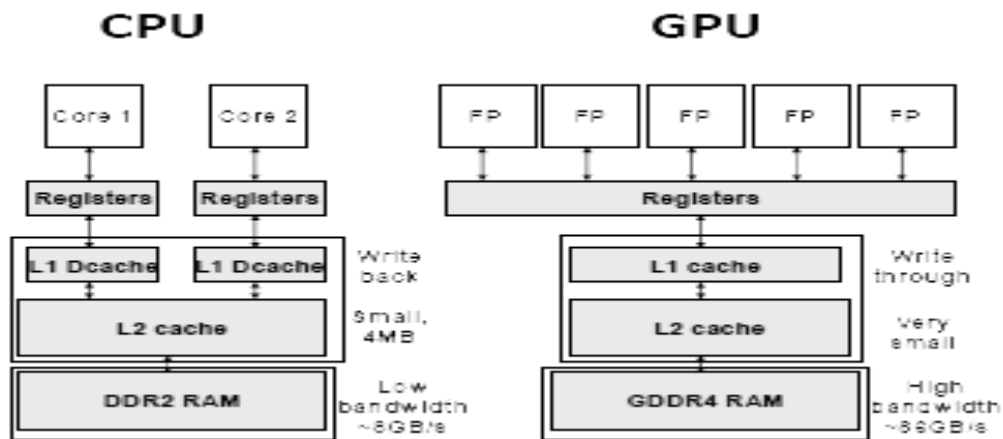 CPU
GPU
Core 1
Core 2
FP
FP
FP
FP
FP
Registers
Registers
Registers
L1 Dcache
L1 Dcache
Write
back
L1 cache
Write
through
L2 cache
Small,
4MB
L2 cache
Very
small
DDR2 RAM
Low
bandwidth
~8GB/s
GDDR4 RAM
High
bandwidth